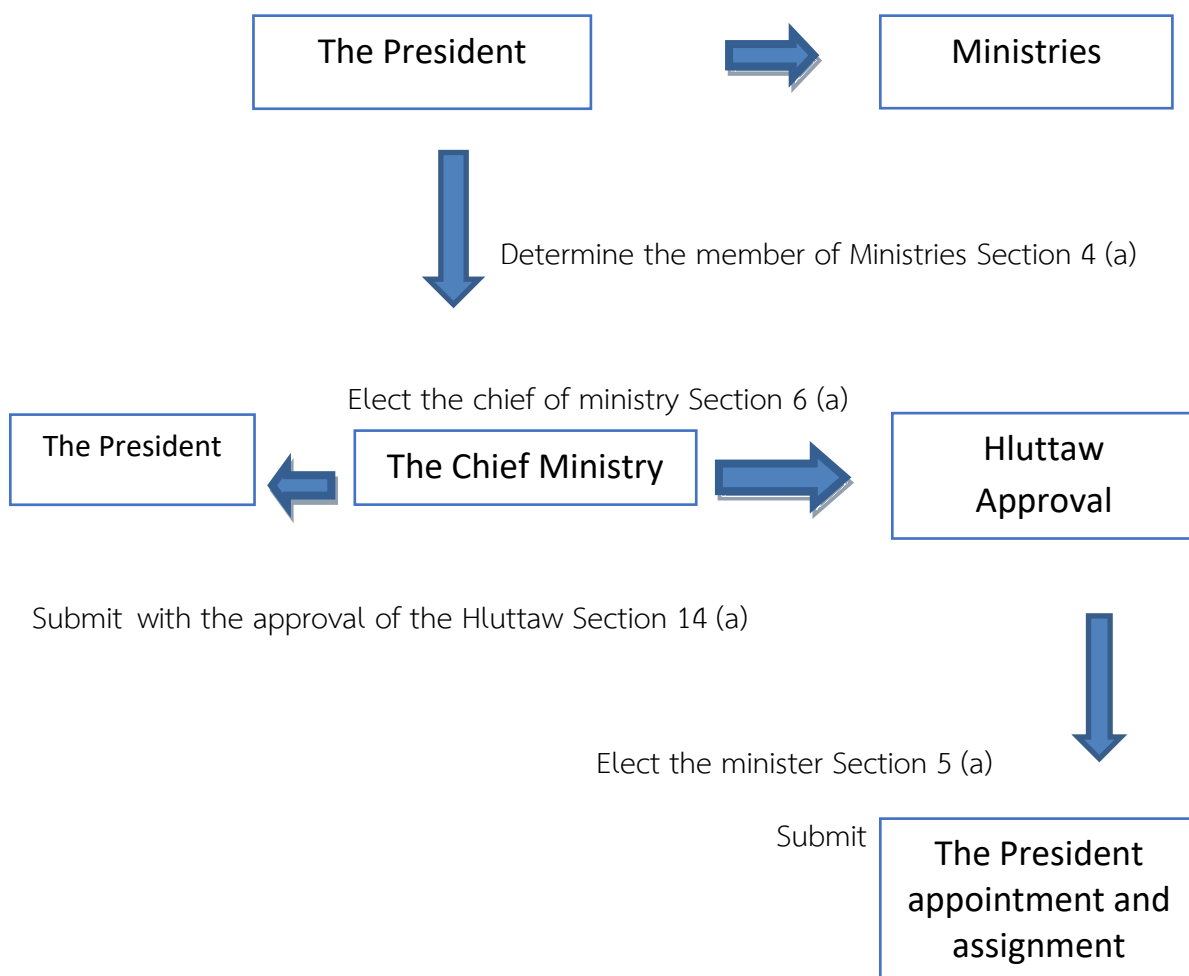 The President
Ministries
Determine the member of Ministries Section 4 (a)
Elect the chief of ministry Section 6 (a)
The President
The Chief Ministry
Hluttaw
Approval
Submit with the approval of the Hluttaw Section 14 (a)
Elect the minister Section 5 (a)
Submit
The President
appointment and
assignment